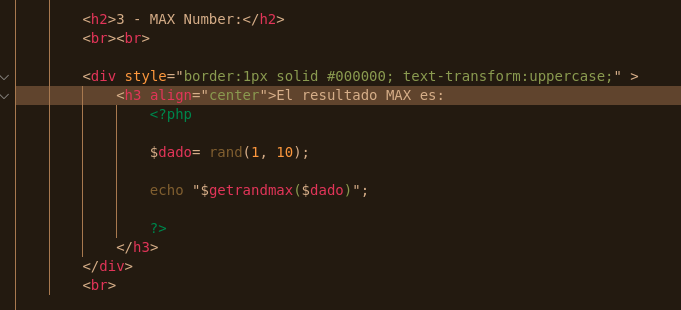 <h2>3 - MAX Number:</h2>
<br><br>
<div style="border:1px solid #000000; text-transform:uppercase;" >
<h3 align="center">El resultado MAX es:
<?php
$dado= rand(1, 10);
echo "$getrandmax($dado)";
?>
</h3>
</div>
<br>